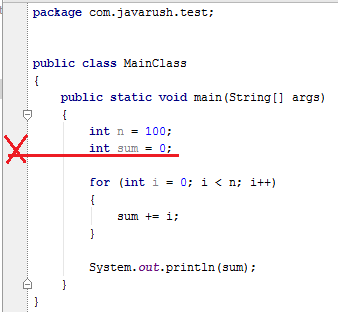 package com.javarush.test;
public class MainClass
{
public static void main(String[] args)
{
int n = 100;
int sum = 0;
for (int i = 0; i < n; i++)
{
sum += i;
}
System.out.println(sum);
}
}